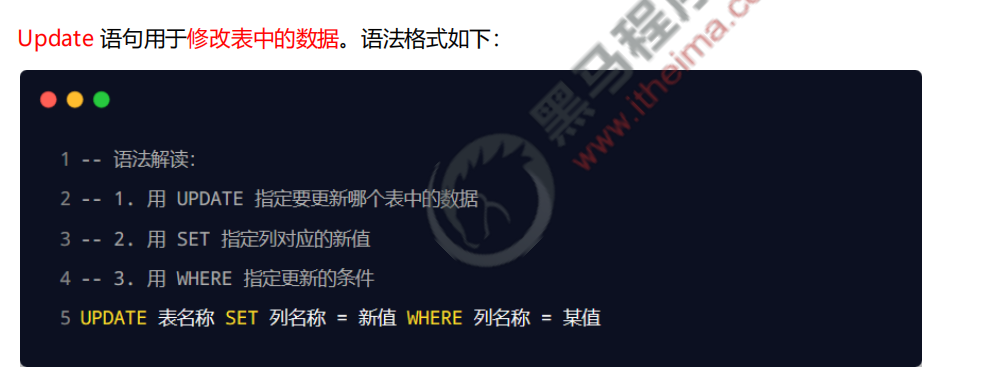 Update 语句用于修改表中的数据。语法格式如下：
黑马程序
www.itheima.co
1 -- 语法解读：
2 -- 1. 用 UPDATE 指定要更新哪个表中的数据
3 -- 2. 用 SET 指定列对应的新值
4 -- 3. 用 WHERE 指定更新的条件
5 UPDATE 表名称 SET 列名称 = 新值 WHERE 列名称 = 某值